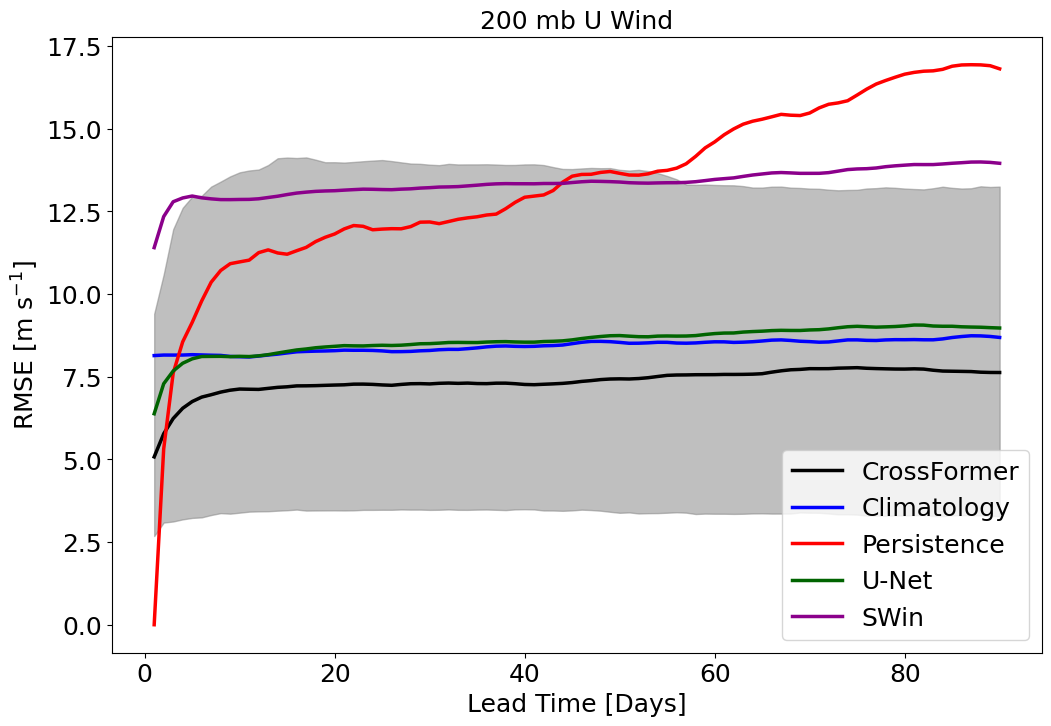 200 mb U Wind
RMSE [m s⁻¹]
17.5
15.0
12.5
10.0
7.5
5.0
2.5
0.0
0 20 40 60 80
Lead Time [Days]
CrossFormer
Climatology
Persistence
U-Net
SWin